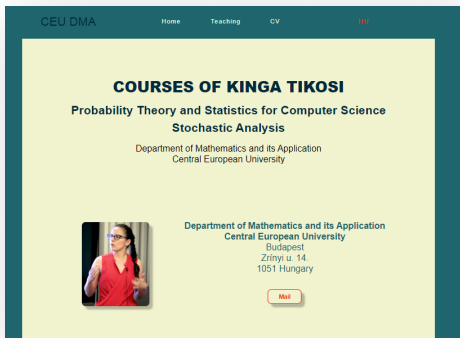 CEU DMA
Home Teaching CV
COURSES OF KINGA TIKOSI
Probability Theory and Statistics for Computer Science
Stochastic Analysis
Department of Mathematics and its Application
Central European University
Department of Mathematics and its Application
Central European University
Budapest
Zrínyi u. 14.
1051 Hungary
Mail